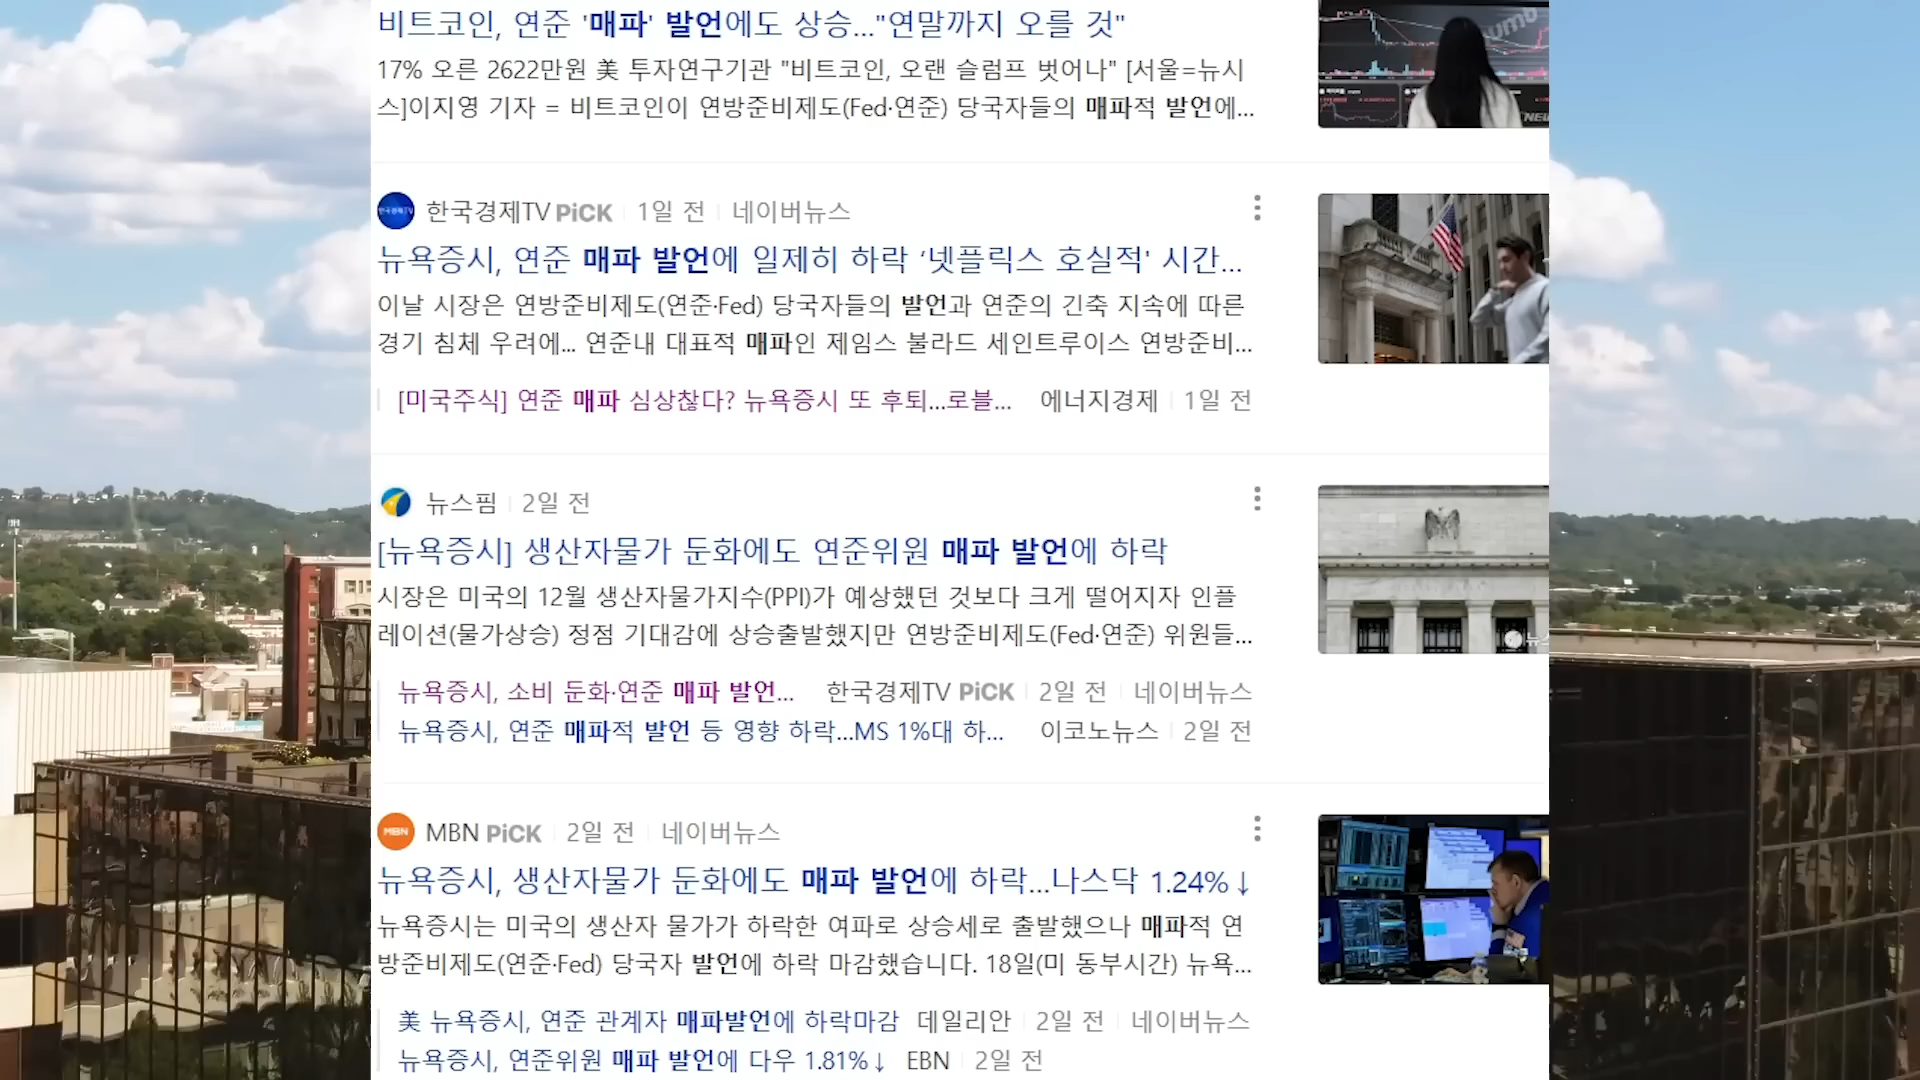 비트코인, 연준 '매파' 발언에도 상승..."연말까지 오를 것"
17% 오른 2622만원 美 투자연구기관 "비트코인, 오랜 슬럼프 벗어나" [서울=뉴시
스]이지영 기자 = 비트코인이 연방준비제도(Fed·연준) 당국자들의 매파적 발언에...
한국경제TV PiCK 1일 전 네이버뉴스
뉴욕증시, 연준 매파 발언에 일제히 하락 ‘넷플릭스 호실적' 시간...
이날 시장은 연방준비제도(연준·Fed) 당국자들의 발언과 연준의 긴축 지속에 따른
경기 침체 우려에... 연준내 대표적 매파인 제임스 불라드 세인트루이스 연방준비...
[미국주식] 연준 매파 심상찮다? 뉴욕증시 또 후퇴...로블... 에너지경제 1일 전
뉴스핌 2일 전
[뉴욕증시] 생산자물가 둔화에도 연준위원 매파 발언에 하락
시장은 미국의 12월 생산자물가지수(PPI)가 예상했던 것보다 크게 떨어지자 인플
레이션(물가상승) 정점 기대감에 상승출발했지만 연방준비제도(Fed·연준) 위원들...
뉴욕증시, 소비 둔화·연준 매파 발언... 한국경제TV PiCK 2일 전 네이버뉴스
뉴욕증시, 연준 매파적 발언 등 영향 하락...MS 1%대 하... 이코노뉴스 2일 전
MBN PiCK 2일 전 네이버뉴스
뉴욕증시, 생산자물가 둔화에도 매파 발언에 하락...나스닥 1.24%↓
뉴욕증시는 미국의 생산자 물가가 하락한 여파로 상승세로 출발했으나 매파적 연
방준비제도(연준·Fed) 당국자 발언에 하락 마감했습니다. 18일(미 동부시간) 뉴욕...
美 뉴욕증시, 연준 관계자 매파발언에 하락마감 데일리안 2일 전 네이버뉴스
뉴욕증시, 연준위원 매파 발언에 다우 1.81%↓ EBN 2일 전